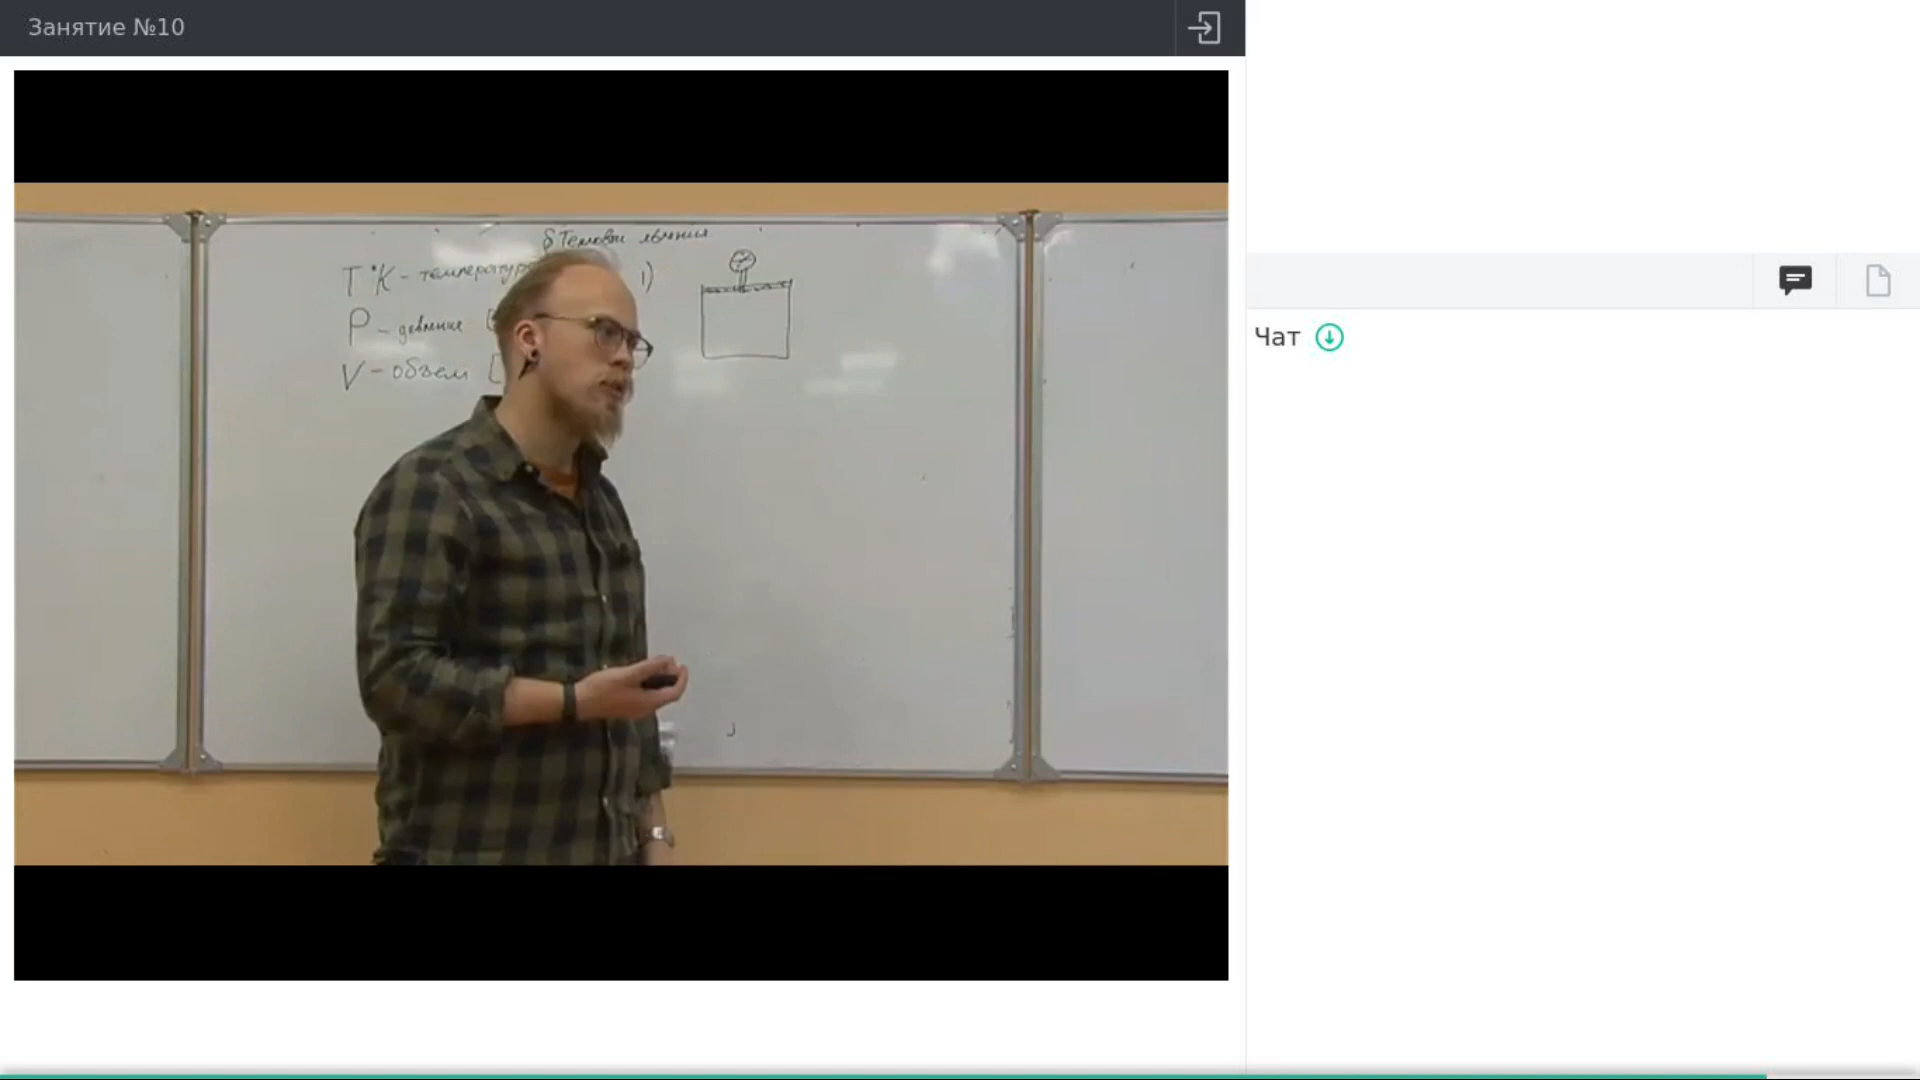 Занятие №10
§ Тепловые явления
T °K - температура
1)
P - давление [
V - объем [
Чат